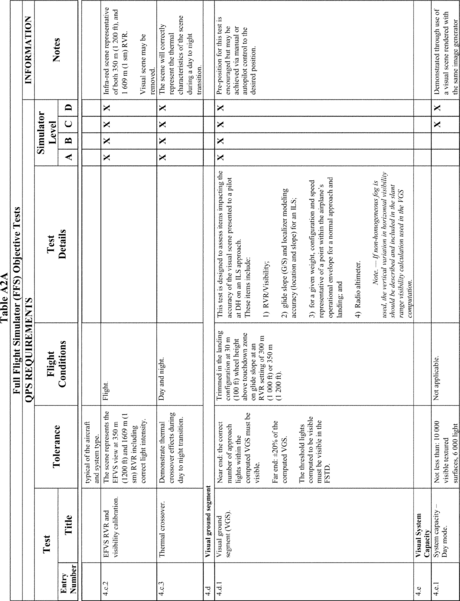 Table A2A
Full Flight Simulator (FFS) Objective Tests
QPS REQUIREMENTS
INFORMATION
Test
Tolerance
Flight
Conditions
Test
Details
Simulator
Level
Notes
Entry
Number
Title
A B C D
typical of the aircraft
and system type.
4.c.2
EFVS RVR and
visibility calibration.
The scene represents the
EFVS view at 350 m
(1200 ft) and 1609 m (1
sm) RVR including
correct light intensity.
Flight.
X X X
Infra-red scene representative
of both 350 m (1 200 ft), and
1 609 m (1 sm) RVR.
Visual scene may be
removed.
4.c.3
Thermal crossover.
Demonstrate thermal
crossover effects during
day to night transition.
Day and night.
X X X
The scene will correctly
represent the thermal
characteristics of the scene
during a day to night
transition.
4.d
Visual ground segment
4.d.1
Visual ground
segment (VGS).
Near end: the correct
number of approach
lights within the
computed VGS must be
visible.
Far end: ±20% of the
computed VGS.
The threshold lights
computed to be visible
must be visible in the
FSTD.
Trimmed in the landing
configuration at 30 m
(100 ft) wheel height
above touchdown zone
on glide slope at an
RVR setting of 300 m
(1 000 ft) or 350 m
(1 200 ft).
This test is designed to assess items impacting the
accuracy of the visual scene presented to a pilot
at DH on an ILS approach.
These items include:
1) RVR/Visibility;
2) glide slope (G/S) and localizer modeling
accuracy (location and slope) for an ILS;
3) for a given weight, configuration and speed
representative of a point within the airplane's
operational envelope for a normal approach and
landing; and
4) Radio altimeter.
Note. — If non-homogeneous fog is
used, the vertical variation in horizontal visibility
should be described and included in the slant
range visibility calculation used in the VGS
computation.
X X X X
Pre-position for this test is
encouraged but may be
achieved via manual or
autopilot control to the
desired position.
4.e
Visual System
Capacity
4.e.1
System capacity –
Day mode.
Not less than: 10 000
visible textured
surfaces, 6 000 light
Not applicable.
X X
Demonstrated through use of
a visual scene rendered with
the same image generator